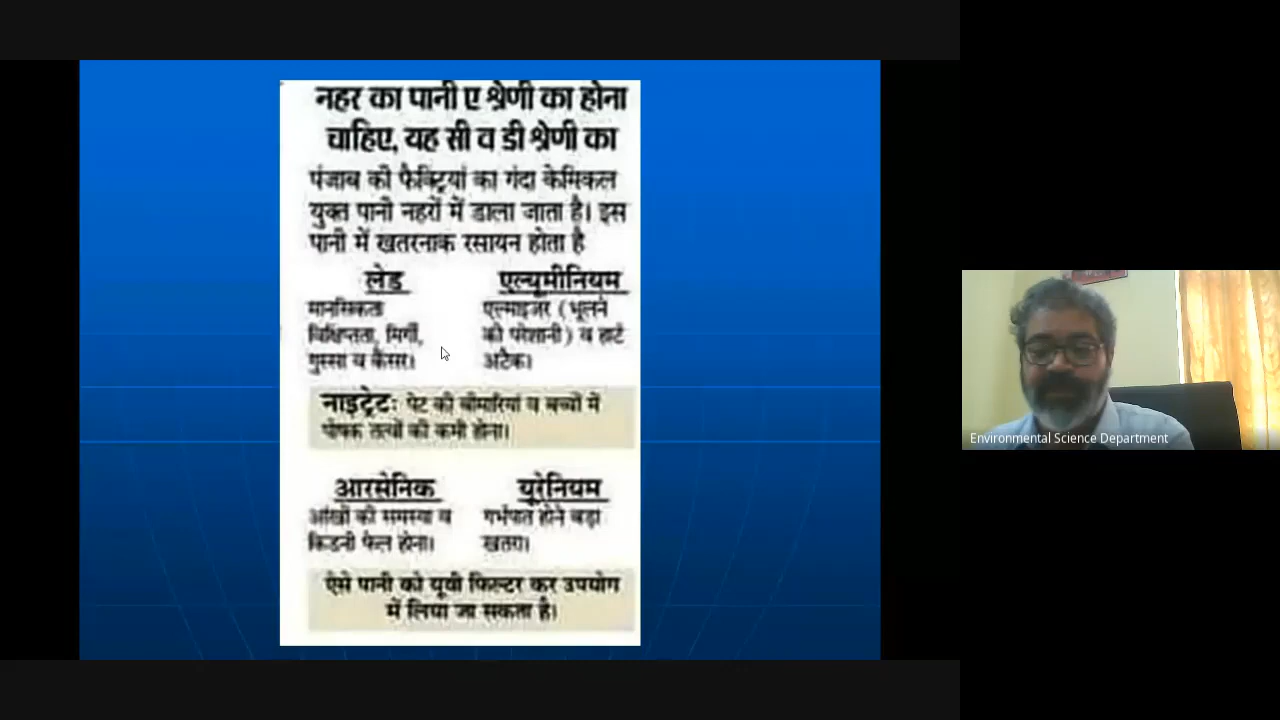 नहर का पानी ए श्रेणी का होना
चाहिए, यह सी व डी श्रेणी का
पंजाब की फैक्ट्रियां का गंदा केमिकल
युक्त पानी नहरों में डाला जाता है। इस
पानी में खतरनाक रसायन होता है
लेड
मानसिकता
विक्षिप्तता, मिर्गी,
गुस्सा व कैंसर।
एल्यूमीनियम
एल्माइजर (भूलने
की परेशानी) व हार्ट
अटैक।
नाइट्रेट: पेट की बीमारियां व बच्चों में
पोषक तत्वों की कमी होना।
आरसेनिक
आंखों की समस्या व
किडनी फेल होना।
यूरेनियम
गर्भपात होने बड़ा
खतरा।
ऐसे पानी को यूवी फिल्टर कर उपयोग
में लिया जा सकता है।
Environmental Science Department